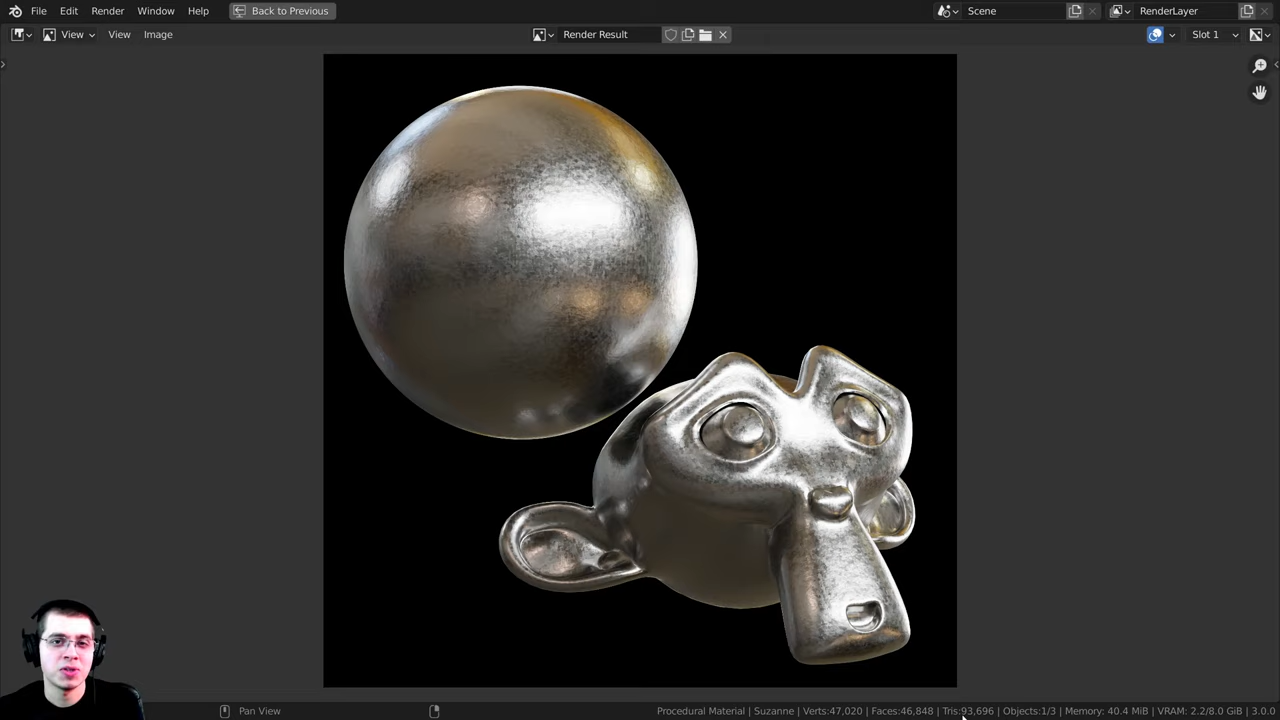 File Edit Render Window Help Back to Previous Scene RenderLayer
View View Image Render Result Slot 1
Pan View Procedural Material | Suzanne | Verts:47,020 | Faces:46,848 | Tris:93,696 | Objects:1/3 | Memory: 40.4 MiB | VRAM: 2.2/8.0 GiB | 3.0.0